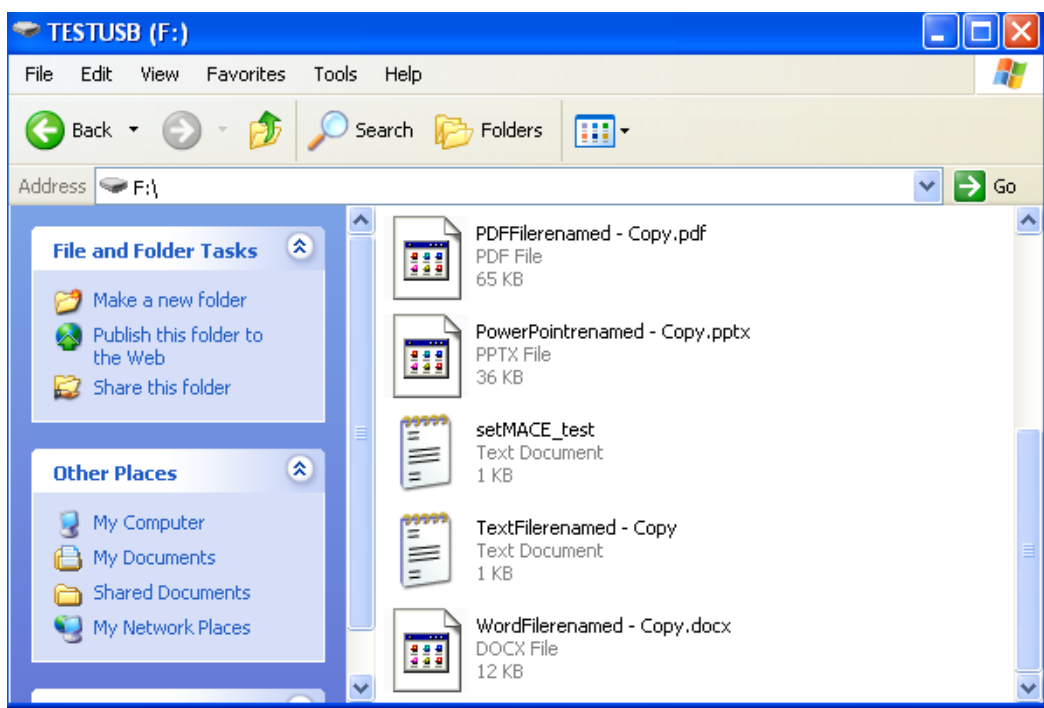 TESTUSB (F:)
File Edit View Favorites Tools Help
Back Search Folders
Address F:\ Go
File and Folder Tasks
Make a new folder
Publish this folder to
the Web
Share this folder
Other Places
My Computer
My Documents
Shared Documents
My Network Places
PDFFilerenamed - Copy.pdf
PDF File
65 KB
PowerPointrenamed - Copy.pptx
PPTX File
36 KB
setMACE_test
Text Document
1 KB
TextFilerenamed - Copy
Text Document
1 KB
WordFilerenamed - Copy.docx
DOCX File
12 KB